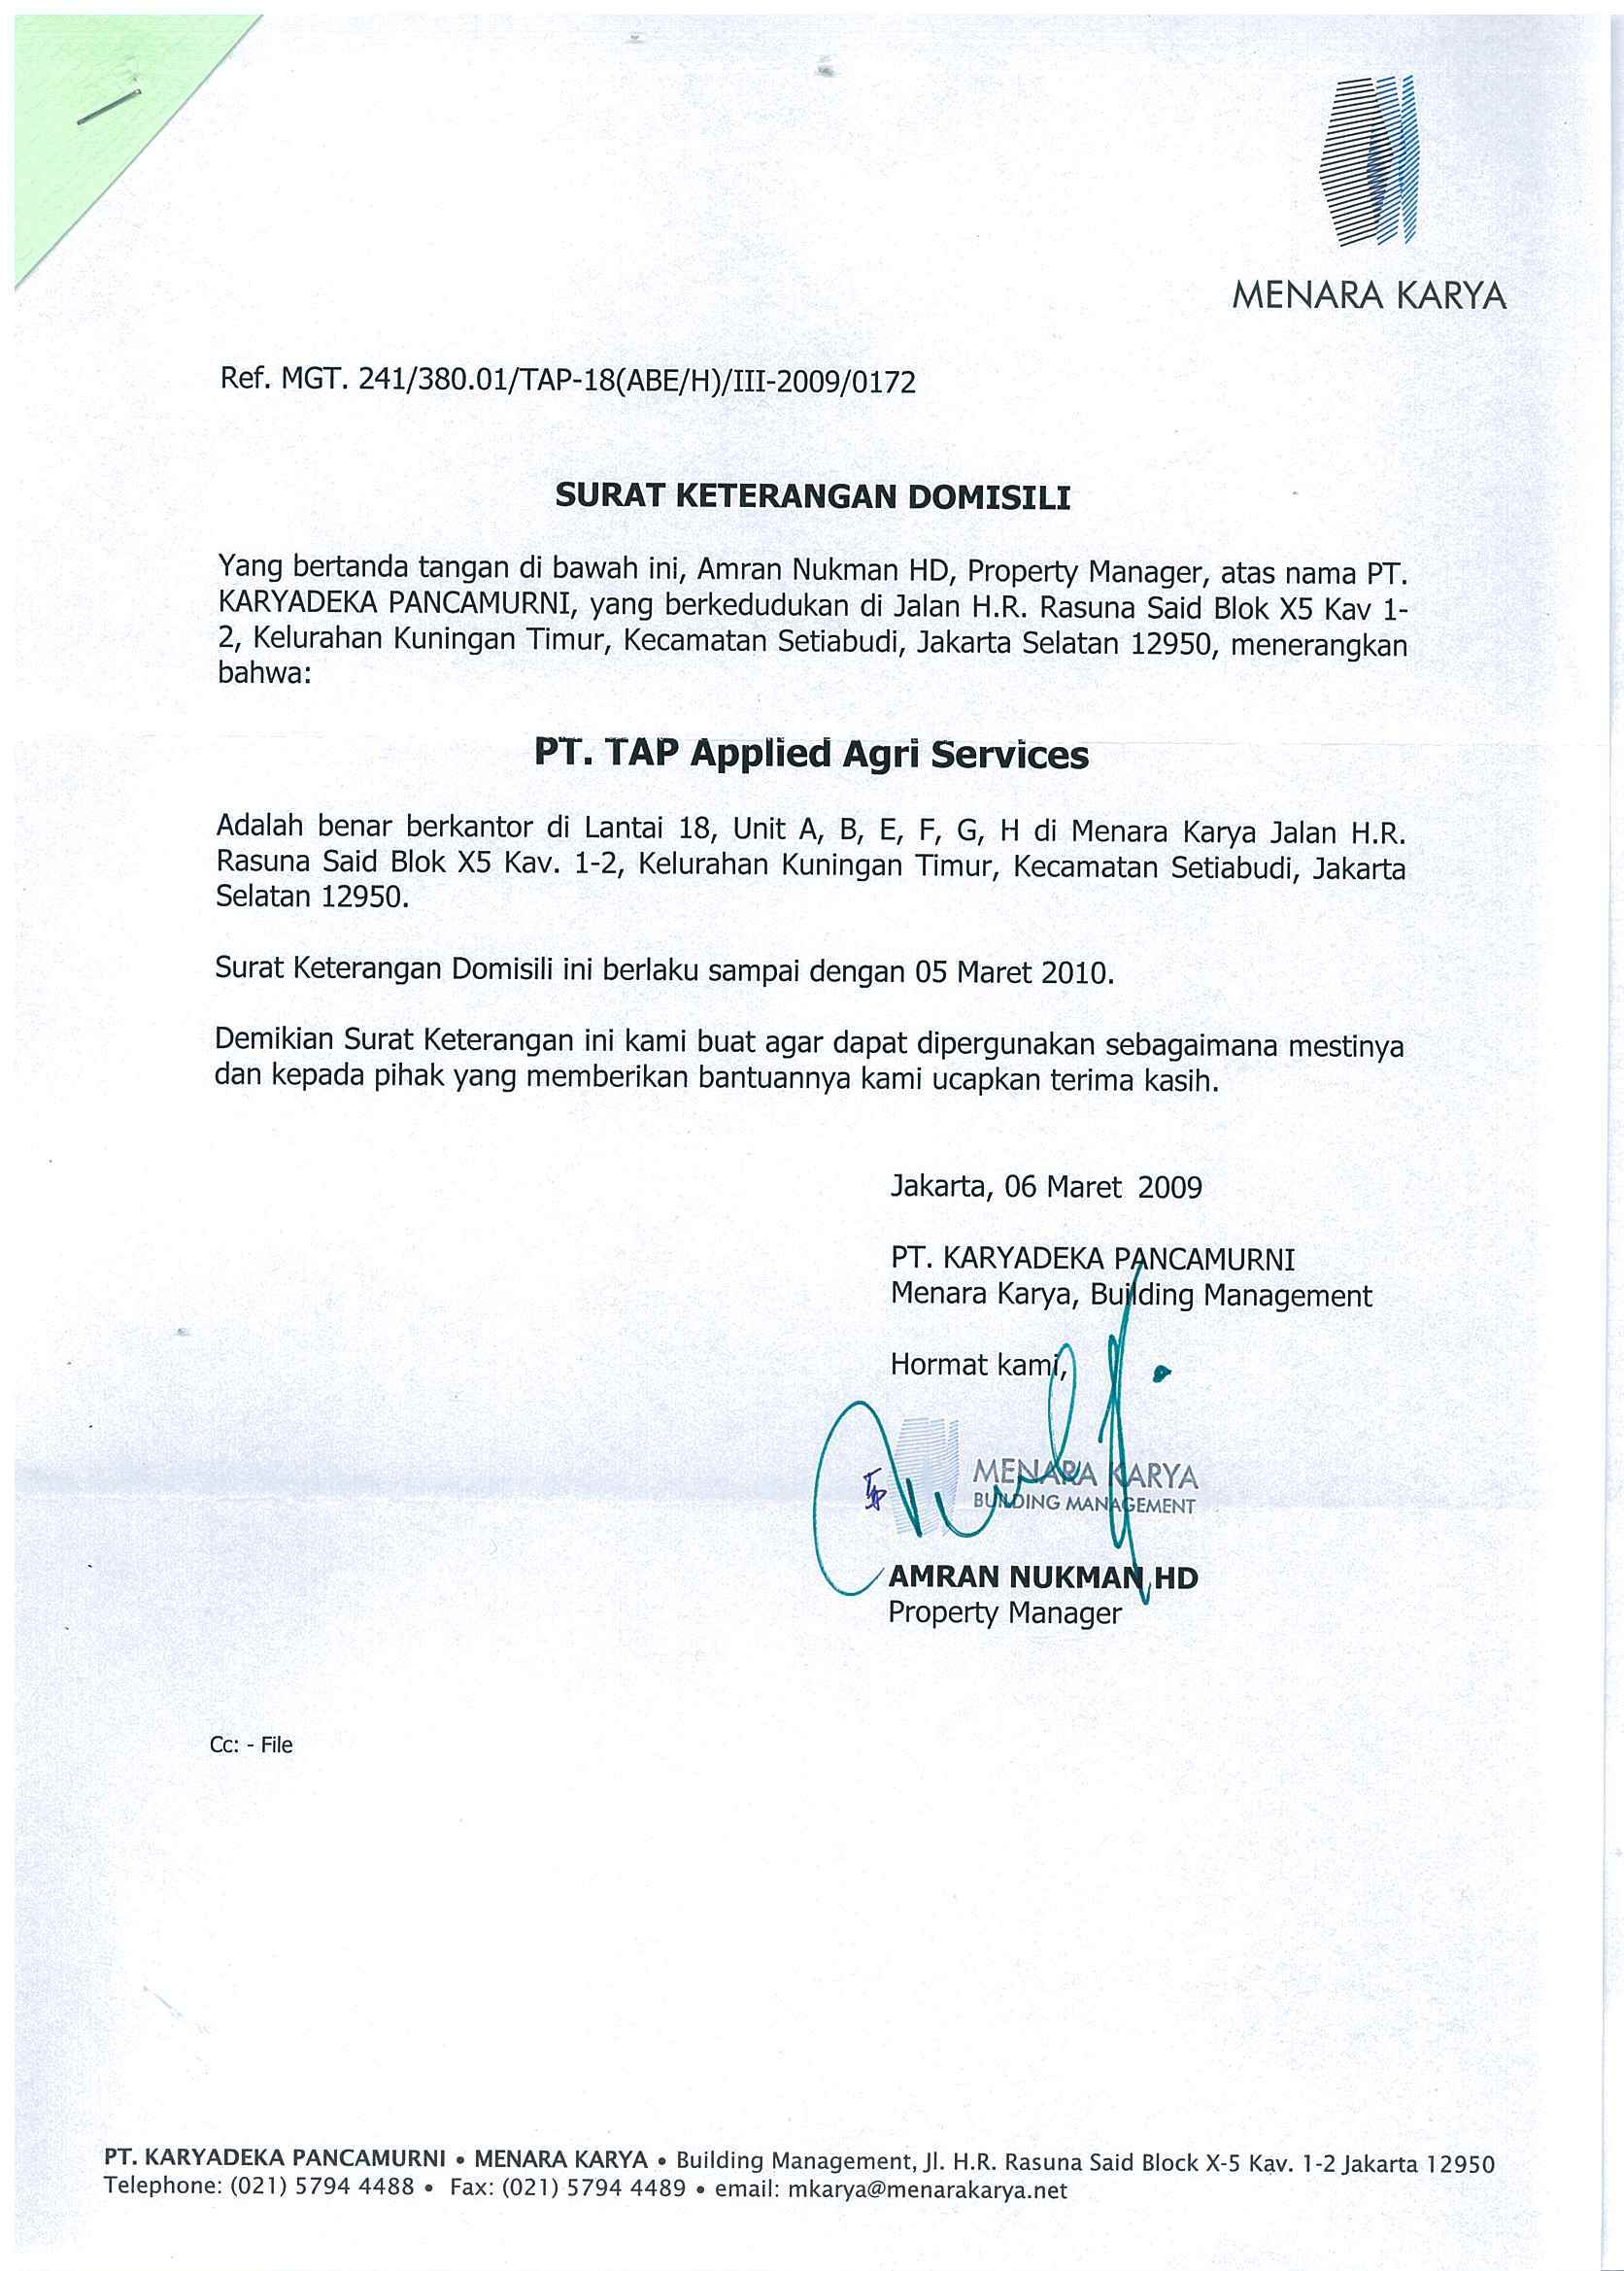 MENARA KARYA
Ref. MGT. 241/380.01/TAP-18(ABE/H)/III-2009/0172
SURAT KETERANGAN DOMISILI
Yang bertanda tangan di bawah ini, Amran Nukman HD, Property Manager, atas nama PT.
KARYADEKA PANCAMURNI, yang berkedudukan di Jalan H.R. Rasuna Said Blok X5 Kav 1-
2, Kelurahan Kuningan Timur, Kecamatan Setiabudi, Jakarta Selatan 12950, menerangkan
bahwa:
PT. TAP Applied Agri Services
Adalah benar berkantor di Lantai 18, Unit A, B, E, F, G, H di Menara Karya Jalan H.R.
Rasuna Said Blok X5 Kav. 1-2, Kelurahan Kuningan Timur, Kecamatan Setiabudi, Jakarta
Selatan 12950.
Surat Keterangan Domisili ini berlaku sampai dengan 05 Maret 2010.
Demikian Surat Keterangan ini kami buat agar dapat dipergunakan sebagaimana mestinya
dan kepada pihak yang memberikan bantuannya kami ucapkan terima kasih.
Jakarta, 06 Maret 2009
PT. KARYADEKA PANCAMURNI
Menara Karya, Building Management
Hormat kami,
MENARA KARYA
BUILDING MANAGEMENT
AMRAN NUKMAN HD
Property Manager
Cc: - File
PT. KARYADEKA PANCAMURNI • MENARA KARYA • Building Management, Jl. H.R. Rasuna Said Block X-5 Kav. 1-2 Jakarta 12950
Telephone: (021) 5794 4488 • Fax: (021) 5794 4489 • email: mkarya@menarakarya.net